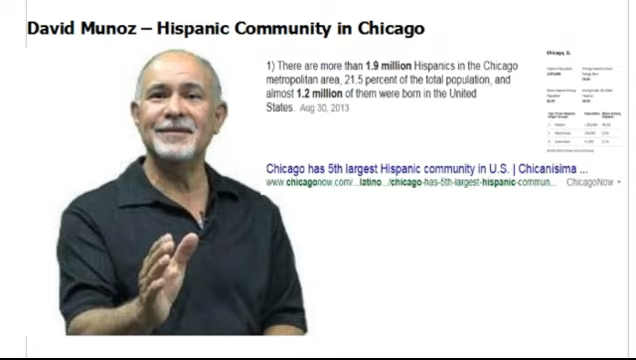 David Munoz – Hispanic Community in Chicago
1) There are more than 1.9 million Hispanics in the Chicago
metropolitan area, 21.5 percent of the total population, and
almost 1.2 million of them were born in the United
States. Aug 30, 2013
Chicago has 5th largest Hispanic community in U.S. | Chicanísima ...
www.chicagonow.com/...latino.../chicago-has-5th-largest-hispanic-commun... ChicagoNow
Chicago, IL